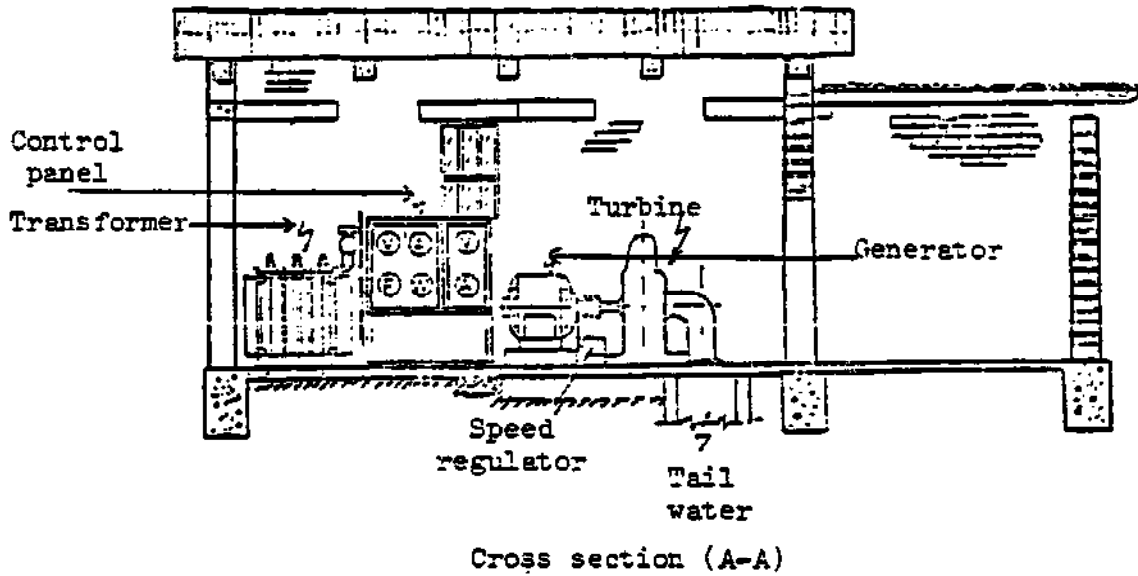 Control
panel
Transformer
Turbine
Generator
Speed
regulator
Tail
water
Cross section (A-A)